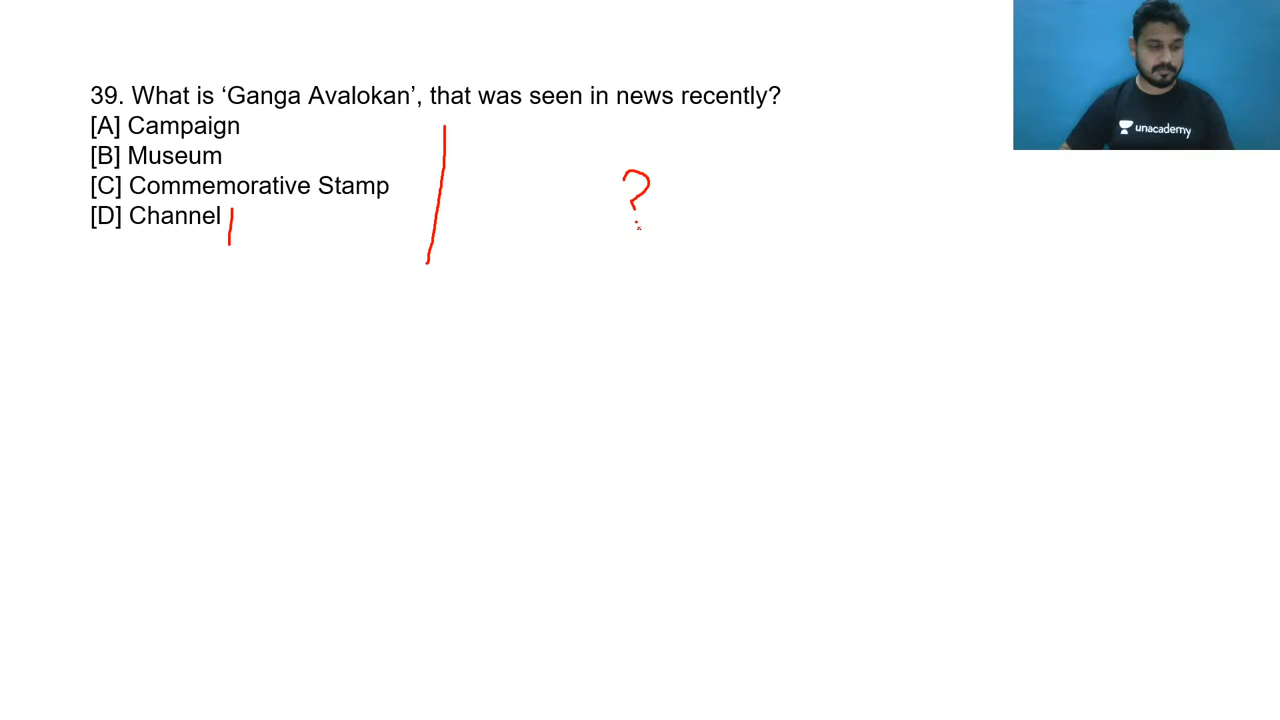 39. What is ‘Ganga Avalokan’, that was seen in news recently?
[A] Campaign
[B] Museum
[C] Commemorative Stamp
[D] Channel
?
unacademy